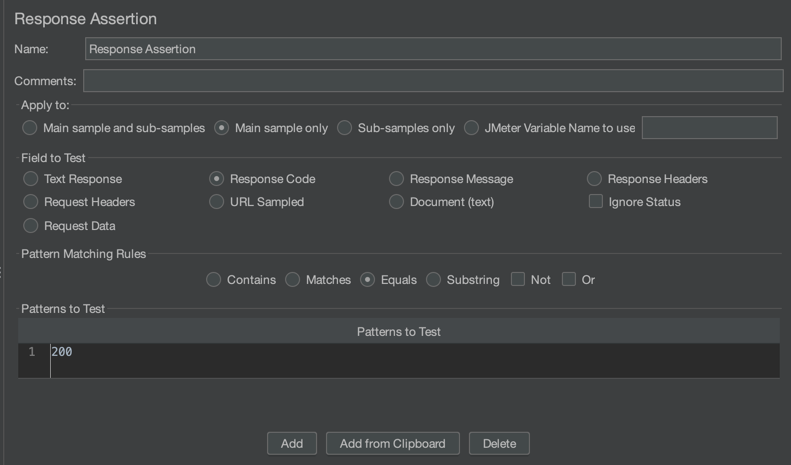 Response Assertion
Name: Response Assertion
Comments:
Apply to:
Main sample and sub-samples Main sample only Sub-samples only JMeter Variable Name to use
Field to Test
Text Response Response Code Response Message Response Headers
Request Headers URL Sampled Document (text) Ignore Status
Request Data
Pattern Matching Rules
Contains Matches Equals Substring Not Or
Patterns to Test
Patterns to Test
1 200
Add Add from Clipboard Delete